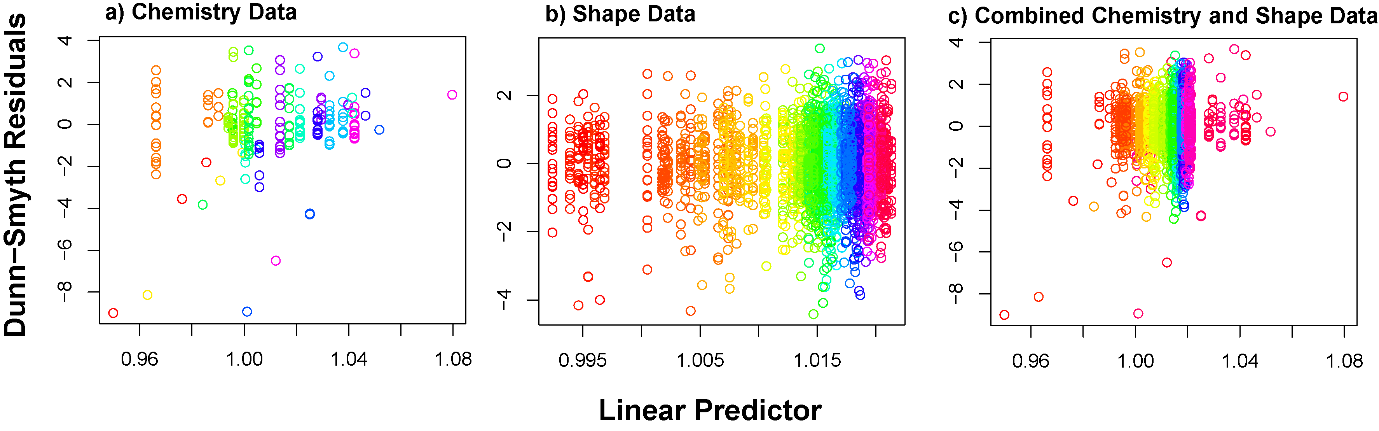 a) Chemistry Data
b) Shape Data
c) Combined Chemistry and Shape Data
Dunn−Smyth Residuals
4
2
0
−2
−4
−6
−8
0.96 1.00 1.04 1.08
2
0
−2
−4
0.995 1.005 1.015
4
2
0
−2
−4
−6
−8
0.96 1.00 1.04 1.08
Linear Predictor